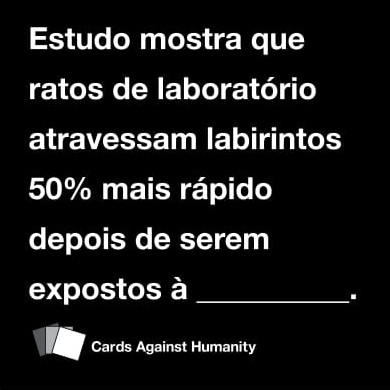 Estudo mostra que
ratos de laboratório
atravessam labirintos
50% mais rápido
depois de serem
expostos à __________.
Cards Against Humanity